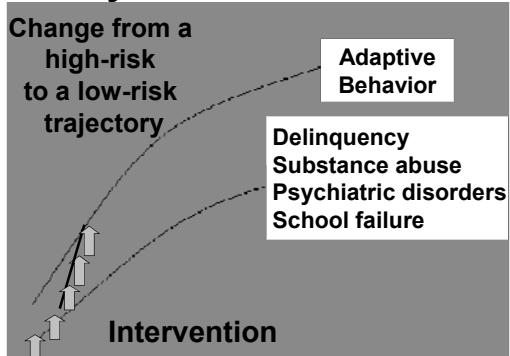 Change from a
high-risk
to a low-risk
trajectory
Adaptive
Behavior
Delinquency
Substance abuse
Psychiatric disorders
School failure
Intervention